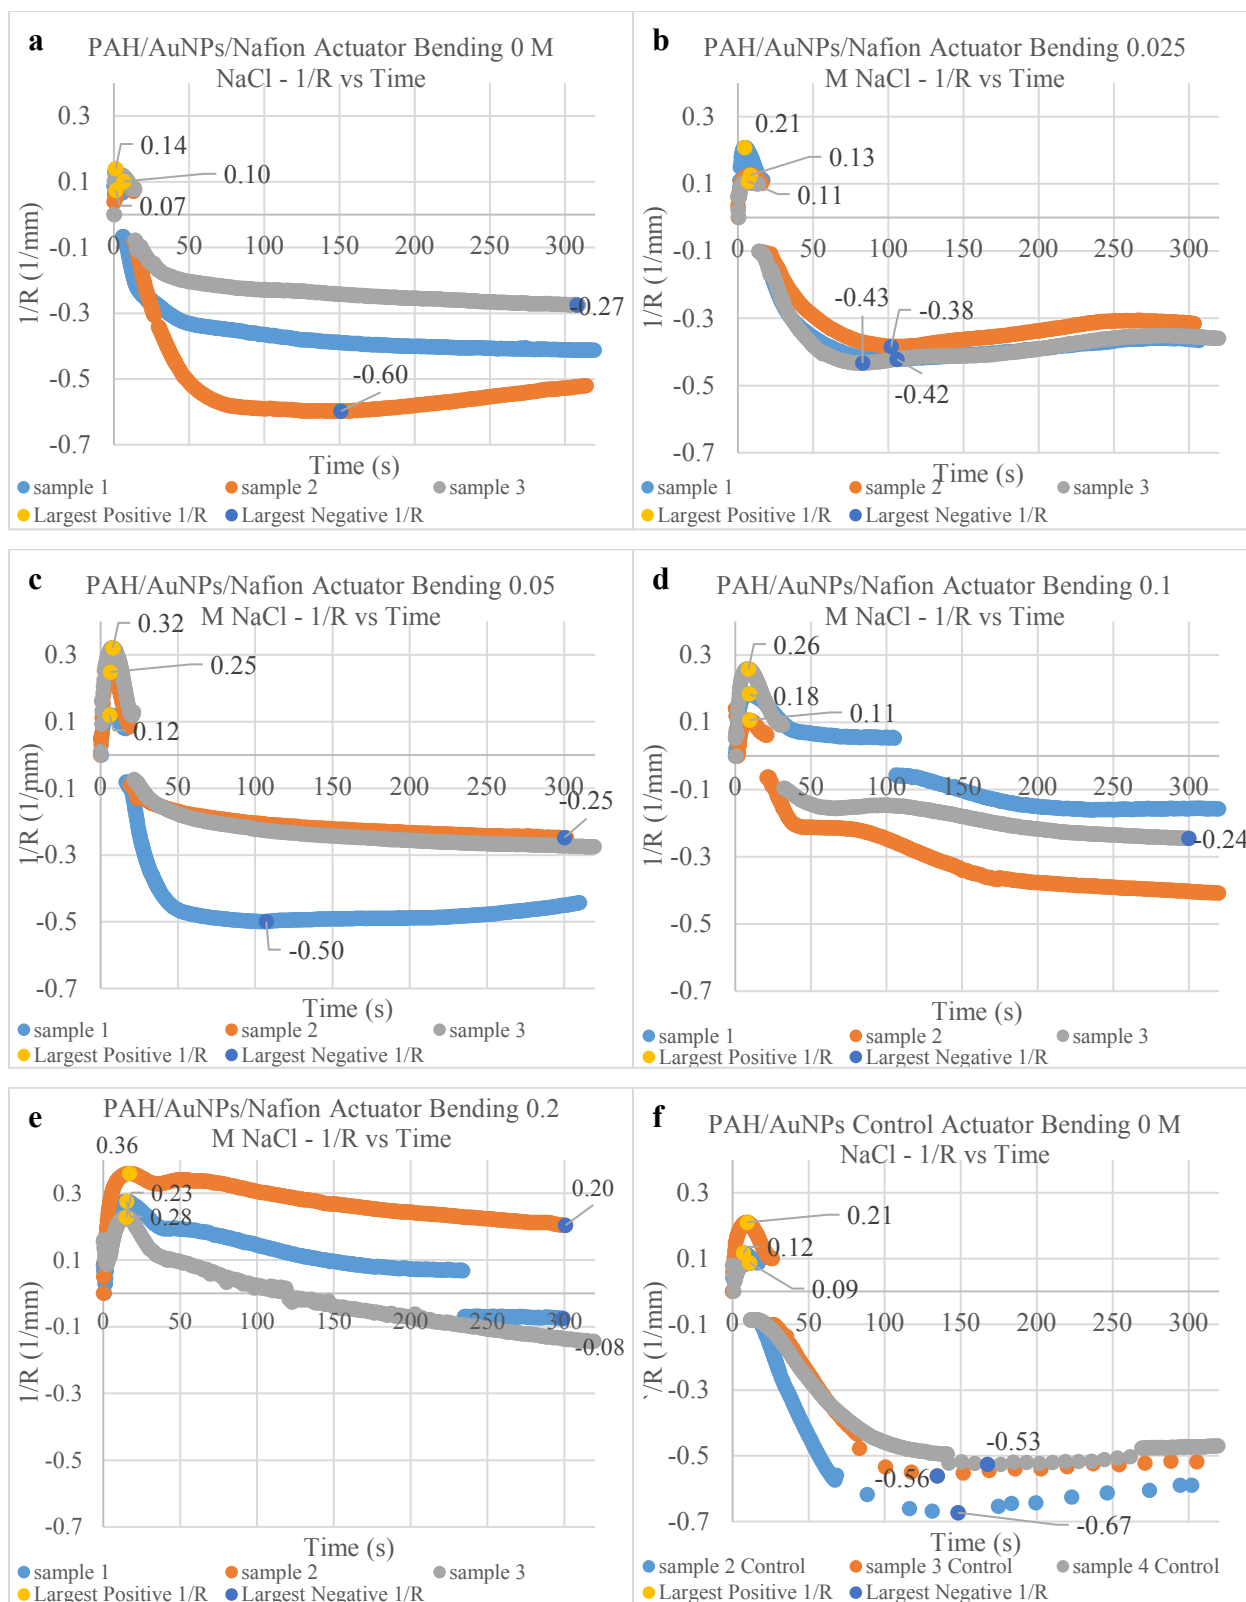 a
PAH/AuNPs/Nafion Actuator Bending 0 M
NaCl - 1/R vs Time
0.3
0.1
-0.1
-0.3
-0.5
-0.7
1/R (1/mm)
0.14
0.10
0.07
0 50 100 150 200 250 300
-0.27
-0.60
Time (s)
sample 1 sample 2 sample 3
Largest Positive 1/R Largest Negative 1/R
b
PAH/AuNPs/Nafion Actuator Bending 0.025
M NaCl - 1/R vs Time
0.3
0.1
-0.1
-0.3
-0.5
-0.7
1/R (1/mm)
0.21
0.13
0.11
0 50 100 150 200 250 300
-0.43
-0.38
-0.42
Time (s)
sample 1 sample 2 sample 3
Largest Positive 1/R Largest Negative 1/R
c
PAH/AuNPs/Nafion Actuator Bending 0.05
M NaCl - 1/R vs Time
0.3
0.1
-0.1
-0.3
-0.5
-0.7
1/R (1/mm)
0.32
0.25
0.12
0 50 100 150 200 250 300
-0.25
-0.50
Time (s)
sample 1 sample 2 sample 3
Largest Positive 1/R Largest Negative 1/R
d
PAH/AuNPs/Nafion Actuator Bending 0.1
M NaCl - 1/R vs Time
0.3
0.1
-0.1
-0.3
-0.5
-0.7
1/R (1/mm)
0.26
0.18
0.11
0 50 100 150 200 250 300
-0.24
Time (s)
sample 1 sample 2 sample 3
Largest Positive 1/R Largest Negative 1/R
e
PAH/AuNPs/Nafion Actuator Bending 0.2
M NaCl - 1/R vs Time
0.3
0.1
-0.1
-0.3
-0.5
-0.7
1/R (1/mm)
0.36
0.23
0.28
0.20
0 50 100 150 200 250 300
-0.08
Time (s)
sample 1 sample 2 sample 3
Largest Positive 1/R Largest Negative 1/R
f
PAH/AuNPs Control Actuator Bending 0 M
NaCl - 1/R vs Time
0.3
0.1
-0.1
-0.3
-0.5
-0.7
`/R (1/mm)
0.21
0.12
0.09
0 50 100 150 200 250 300
-0.53
-0.56
-0.67
Time (s)
sample 2 Control sample 3 Control sample 4 Control
Largest Positive 1/R Largest Negative 1/R